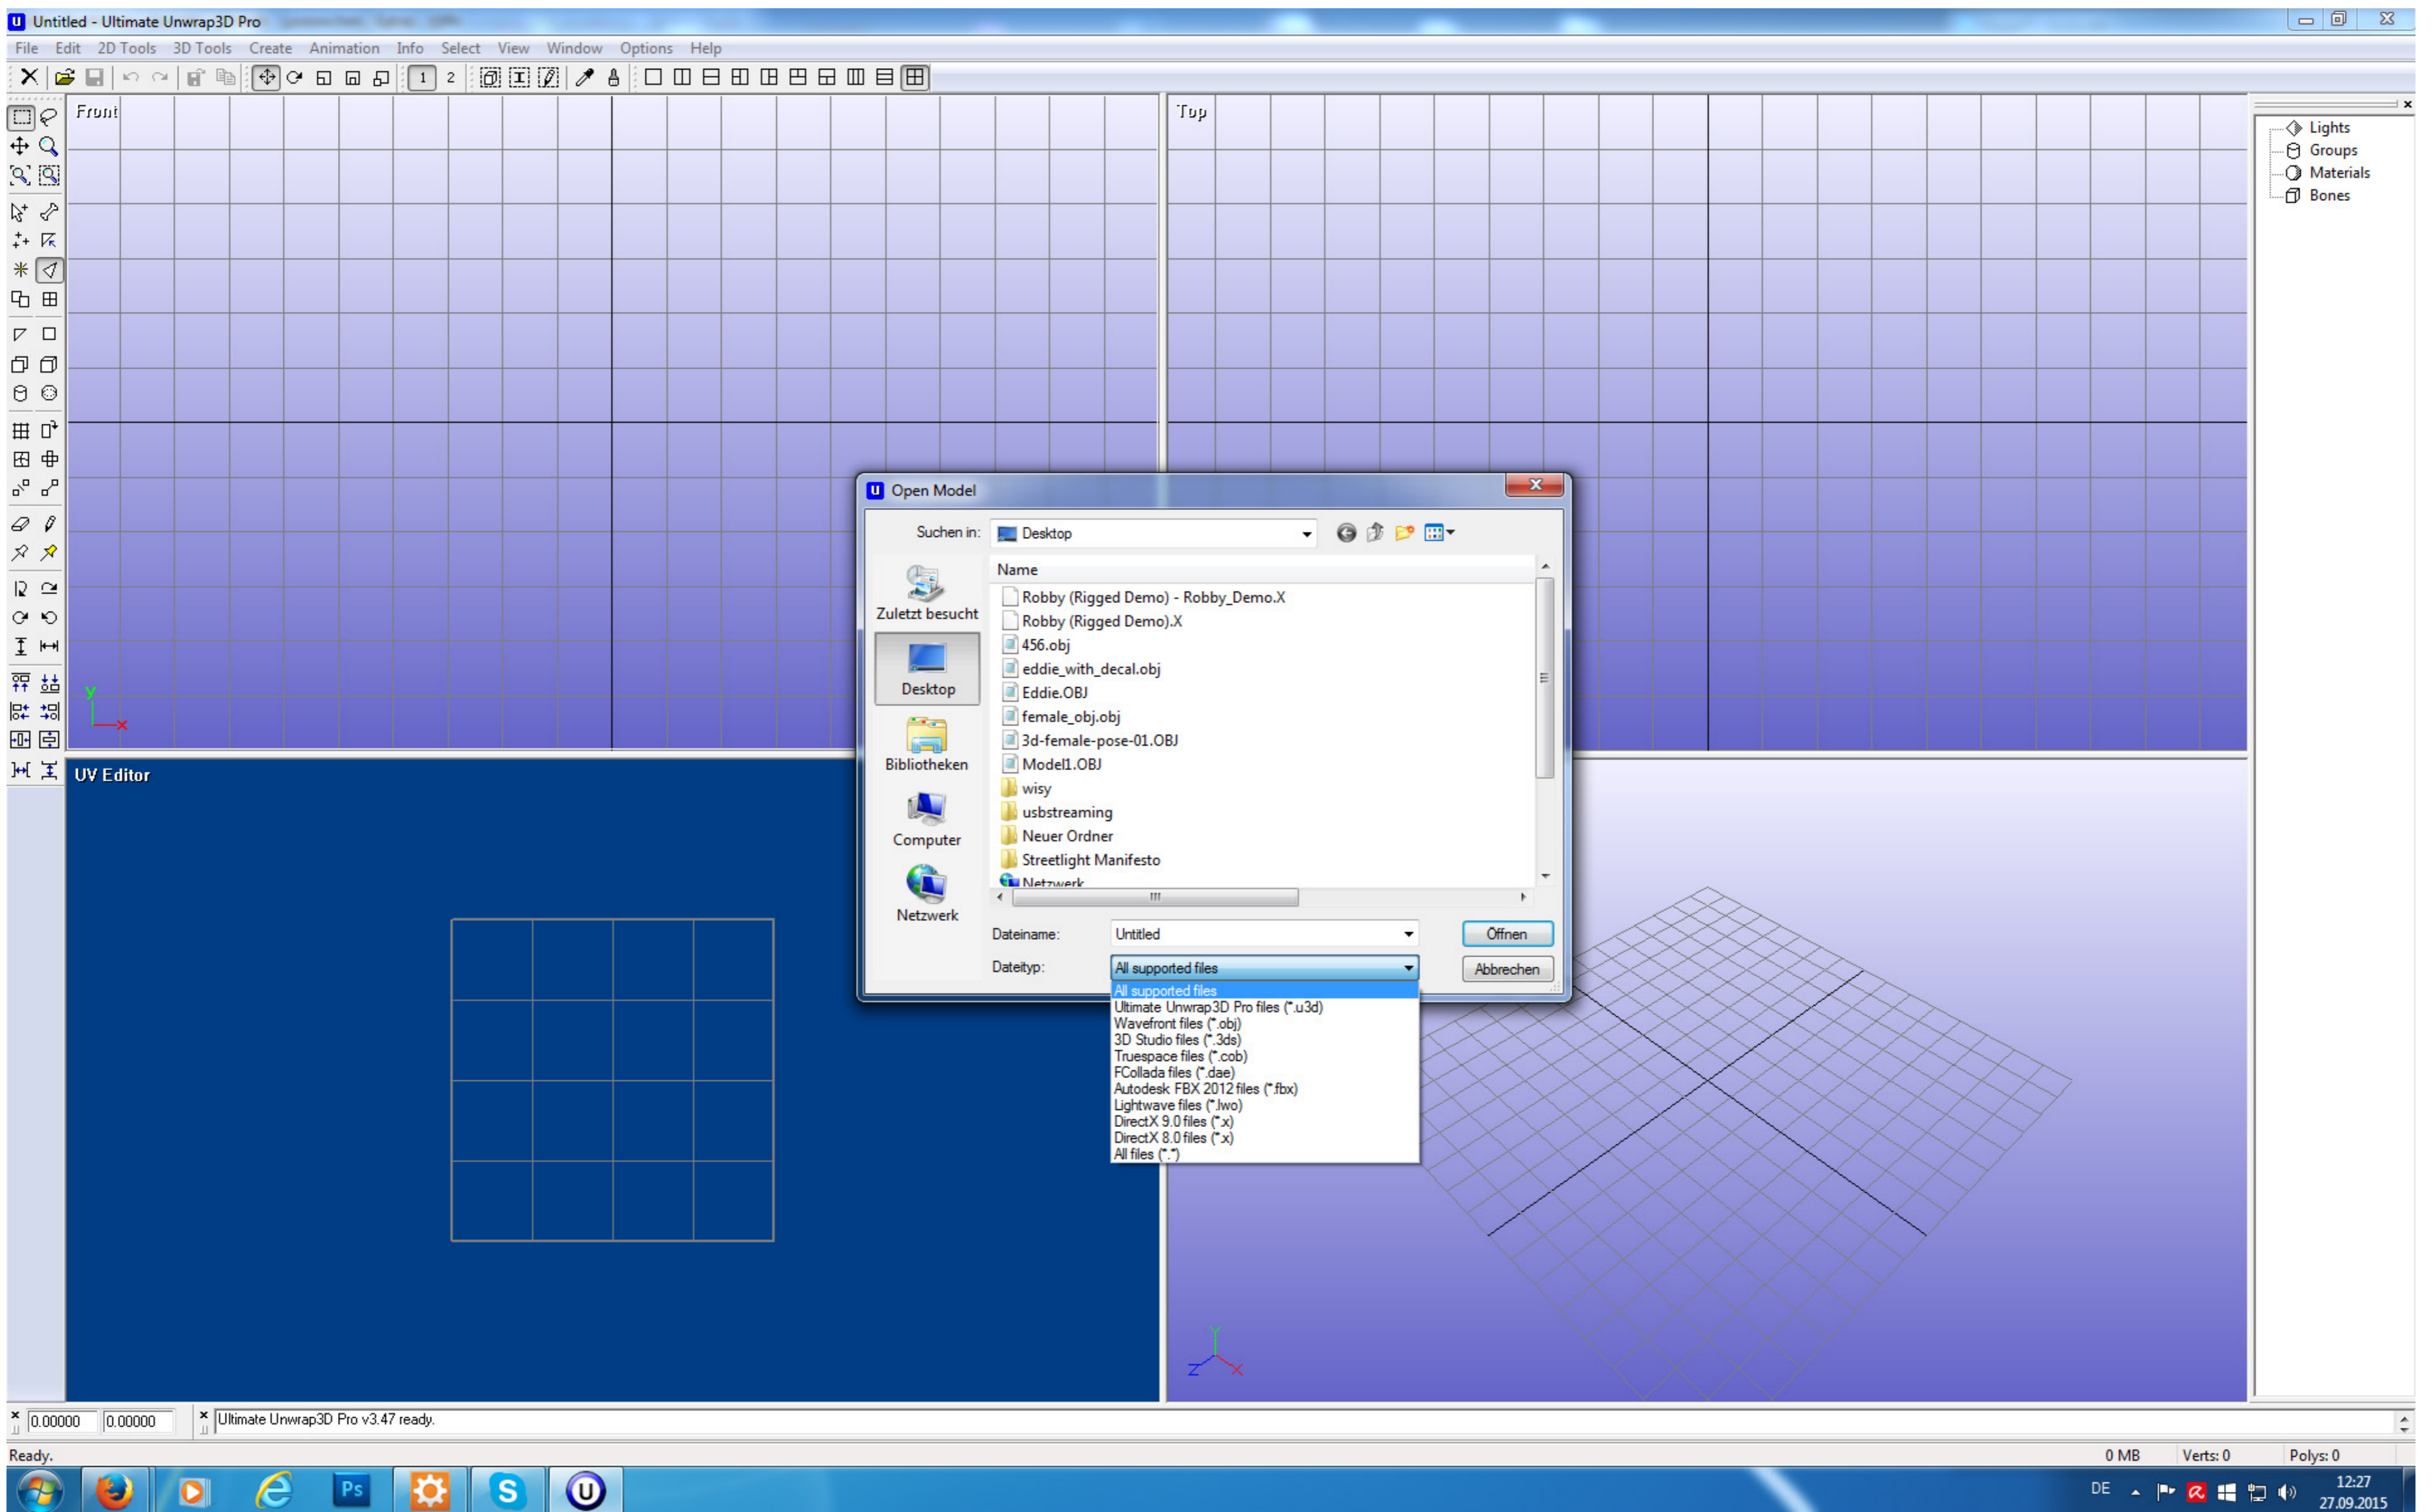 Untitled - Ultimate Unwrap3D Pro
File Edit 2D Tools 3D Tools Create Animation Info Select View Window Options Help
1 2
Front
Top
Lights
Groups
Materials
Bones
Open Model
Suchen in: Desktop
Name
Zuletzt besucht
Desktop
Bibliotheken
Computer
Netzwerk
Robby (Rigged Demo) - Robby_Demo.X
Robby (Rigged Demo).X
456.obj
eddie_with_decal.obj
Eddie.OBJ
female_obj.obj
3d-female-pose-01.OBJ
Model1.OBJ
wisy
usbstreaming
Neuer Ordner
Streetlight Manifesto
Netzwerk
Dateiname: Untitled Öffnen
Dateityp: All supported files Abbrechen
All supported files
Ultimate Unwrap3D Pro files (*.u3d)
Wavefront files (*.obj)
3D Studio files (*.3ds)
Truespace files (*.cob)
FCollada files (*.dae)
Autodesk FBX 2012 files (*.fbx)
Lightwave files (*.lwo)
DirectX 9.0 files (*.x)
DirectX 8.0 files (*.x)
All files (*.*)
y
x
UV Editor
Y
Z X
0.00000 0.00000 Ultimate Unwrap3D Pro v3.47 ready.
Ready. 0 MB Verts: 0 Polys: 0
Ps
S
U
DE
12:27
27.09.2015